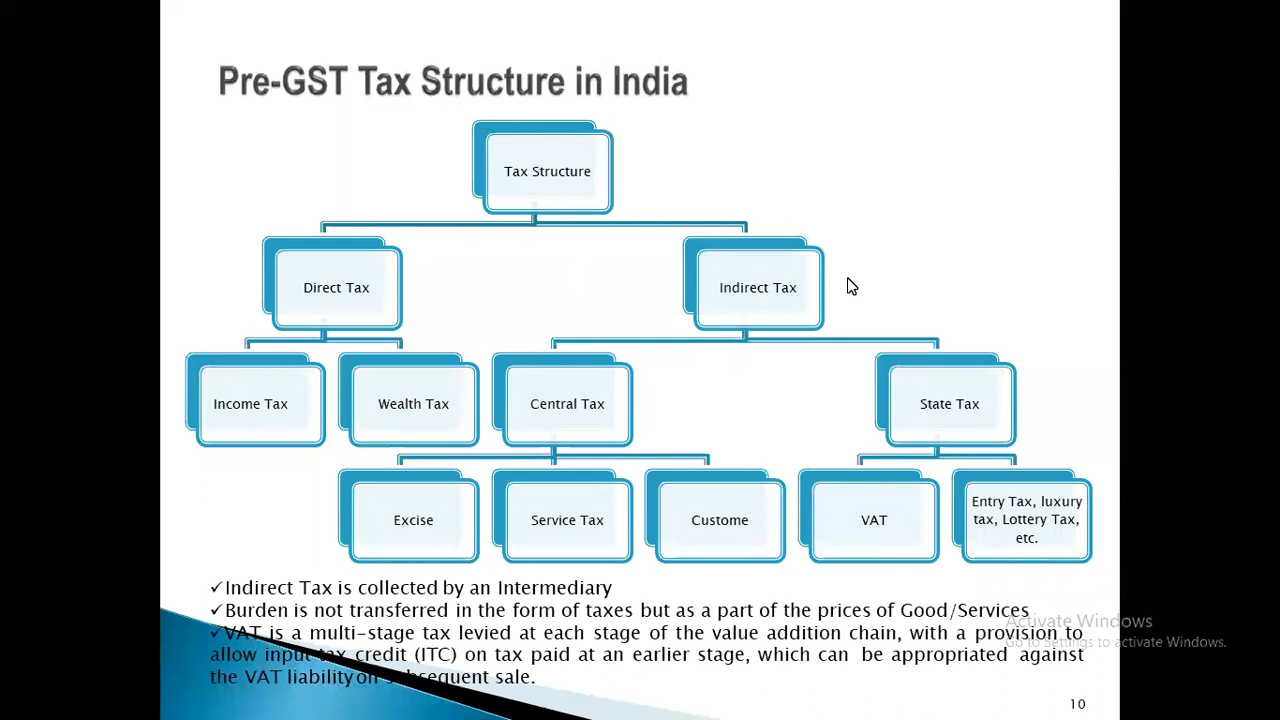 Pre-GST Tax Structure in India
Tax Structure
Direct Tax
Indirect Tax
Income Tax
Wealth Tax
Central Tax
State Tax
Excise
Service Tax
Custome
VAT
Entry Tax, luxury
tax, Lottery Tax,
etc.
✓Indirect Tax is collected by an Intermediary
✓Burden is not transferred in the form of taxes but as a part of the prices of Good/Services
✓VAT is a multi-stage tax levied at each stage of the value addition chain, with a provision to
allow input tax credit (ITC) on tax paid at an earlier stage, which can be appropriated against
the VAT liability on subsequent sale.
Activate Windows
Go to Settings to activate Windows.
10